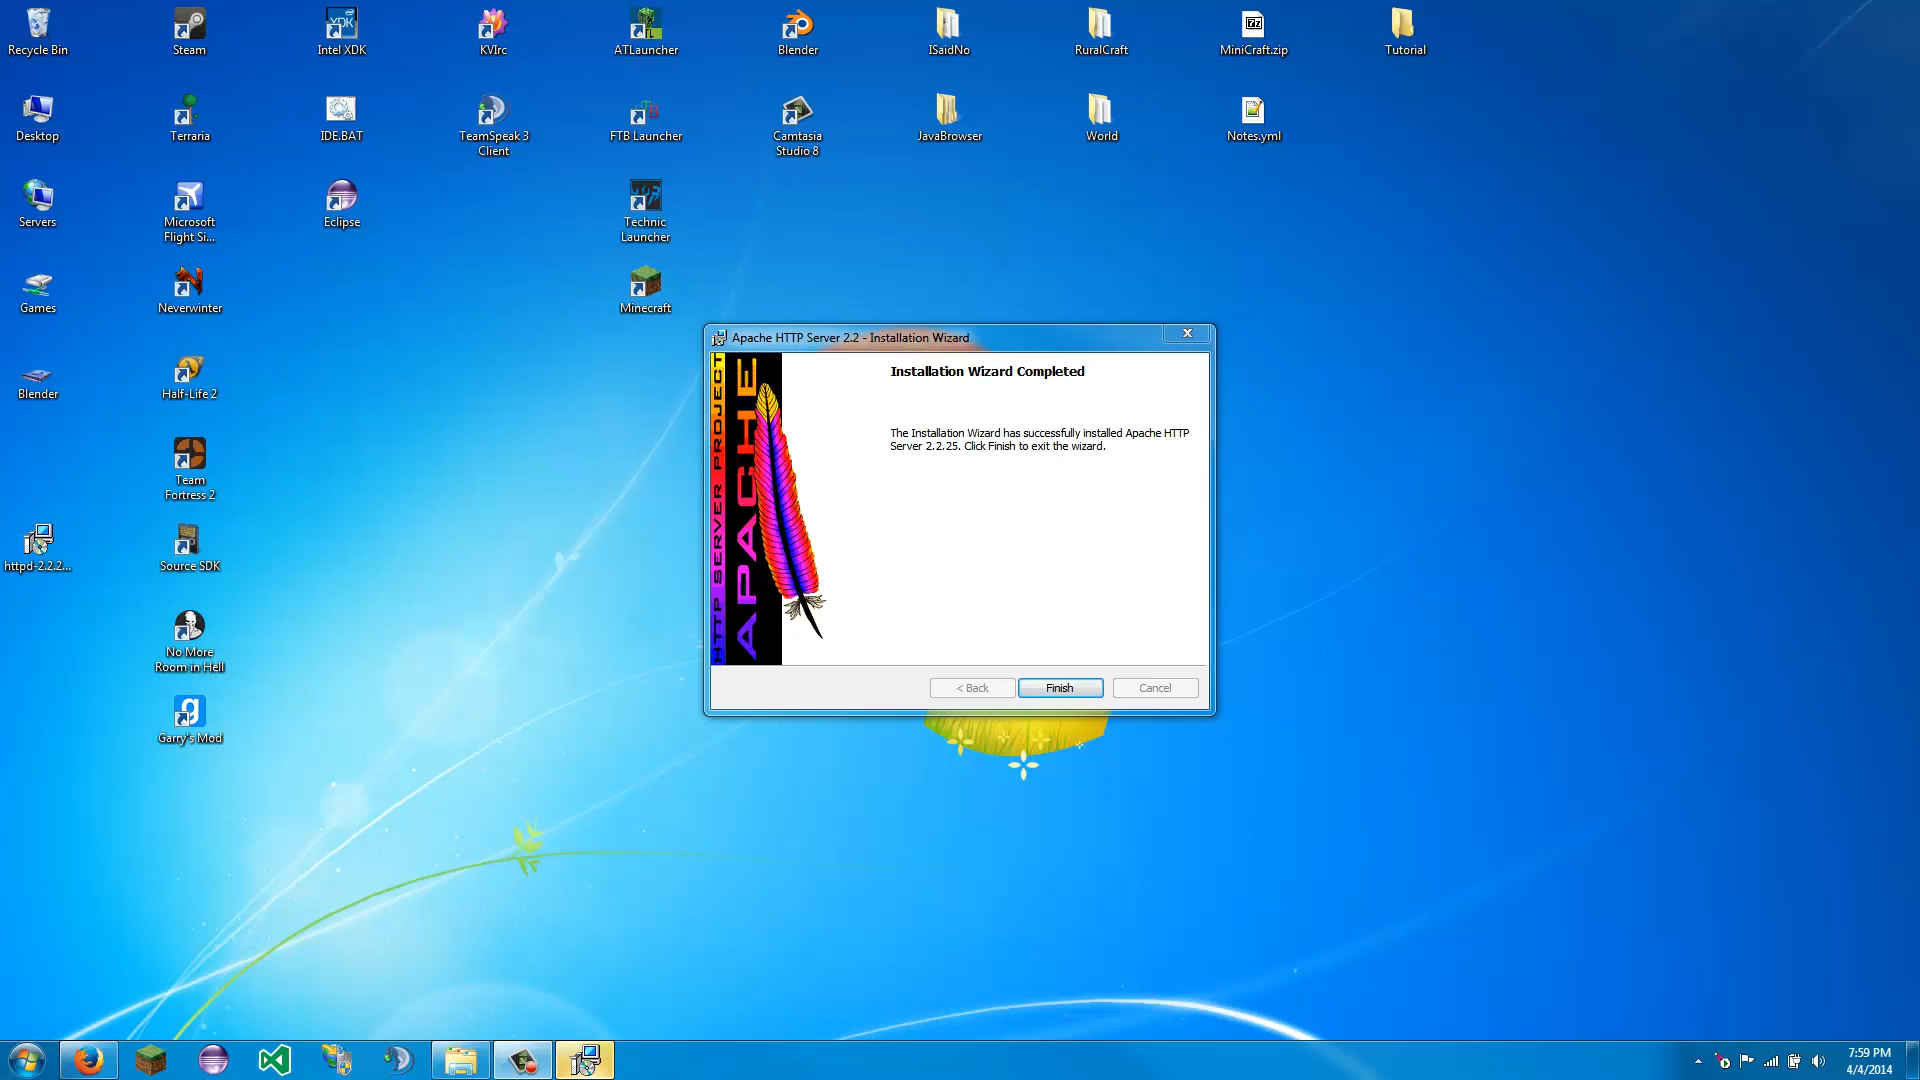 Recycle Bin
Steam
Intel XDK
KVIrc
ATLauncher
Blender
ISaidNo
RuralCraft
MiniCraft.zip
Tutorial
Desktop
Terraria
IDE.BAT
TeamSpeak 3
Client
FTB Launcher
Camtasia
Studio 8
JavaBrowser
World
Notes.yml
Servers
Microsoft
Flight Si...
Eclipse
Technic
Launcher
Games
Neverwinter
Minecraft
Blender
Half-Life 2
Team
Fortress 2
httpd-2.2.2...
Source SDK
No More
Room in Hell
Garry's Mod
Apache HTTP Server 2.2 - Installation Wizard
HTTP SERVER PROJECT
APACHE
Installation Wizard Completed
The Installation Wizard has successfully installed Apache HTTP
Server 2.2.25. Click Finish to exit the wizard.
< Back
Finish
Cancel
7:59 PM
4/4/2014